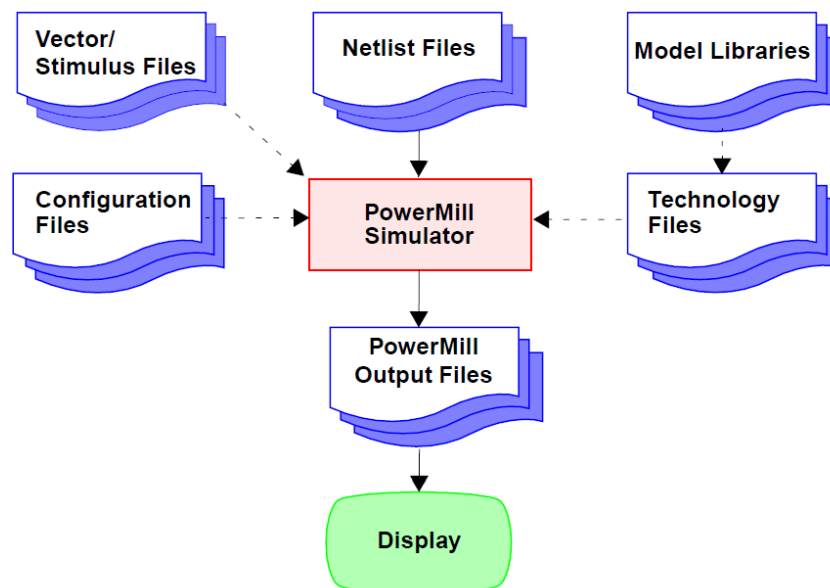 Vector/
Stimulus Files
Netlist Files
Model Libraries
Configuration
Files
PowerMill
Simulator
Technology
Files
PowerMill
Output Files
Display